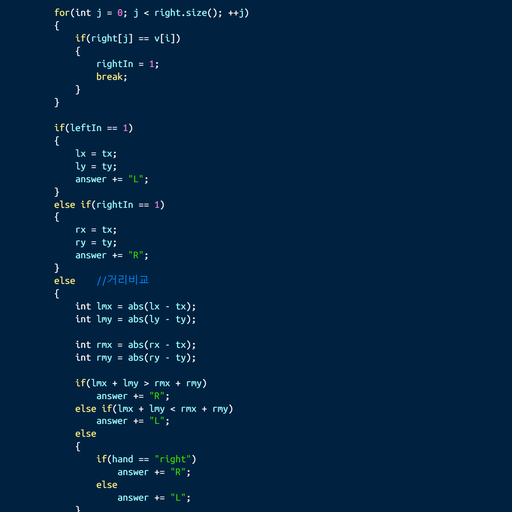 for(int j = 0; j < right.size(); ++j)
{
if(right[j] == v[i])
{
rightIn = 1;
break;
}
}
if(leftIn == 1)
{
lx = tx;
ly = ty;
answer += "L";
}
else if(rightIn == 1)
{
rx = tx;
ry = ty;
answer += "R";
}
else //거리비교
{
int lmx = abs(lx - tx);
int lmy = abs(ly - ty);
int rmx = abs(rx - tx);
int rmy = abs(ry - ty);
if(lmx + lmy > rmx + rmy)
answer += "R";
else if(lmx + lmy < rmx + rmy)
answer += "L";
else
{
if(hand == "right")
answer += "R";
else
answer += "L";
}